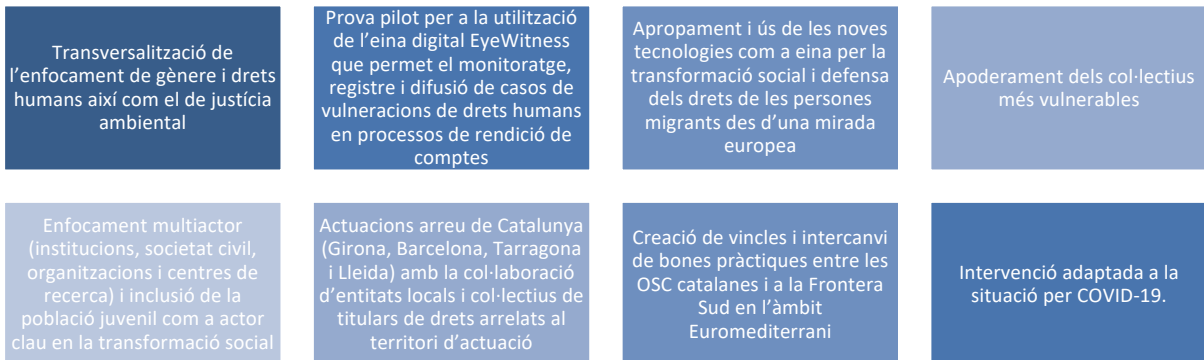 Transversalització de
l'enfocament de gènere i drets
humans així com el de justícia
ambiental
Prova pilot per a la utilització
de l'eina digital EyeWitness
que permet el monitoratge,
registre i difusió de casos de
vulneracions de drets humans
en processos de rendició de
comptes
Apropament i ús de les noves
tecnologies com a eina per la
transformació social i defensa
dels drets de les persones
migrants des d'una mirada
europea
Apoderament dels col·lectius
més vulnerables
Enfocament multiactor
(institucions, societat civil,
organitzacions i centres de
recerca) i inclusió de la
població juvenil com a actor
clau en la transformació social
Actuacions arreu de Catalunya
(Girona, Barcelona, Tarragona
i Lleida) amb la col·laboració
d'entitats locals i col·lectius de
titulars de drets arrelats al
territori d'actuació
Creació de vincles i intercanvi
de bones pràctiques entre les
OSC catalanes i a la Frontera
Sud en l'àmbit
Euromediterrani
Intervenció adaptada a la
situació per COVID-19.